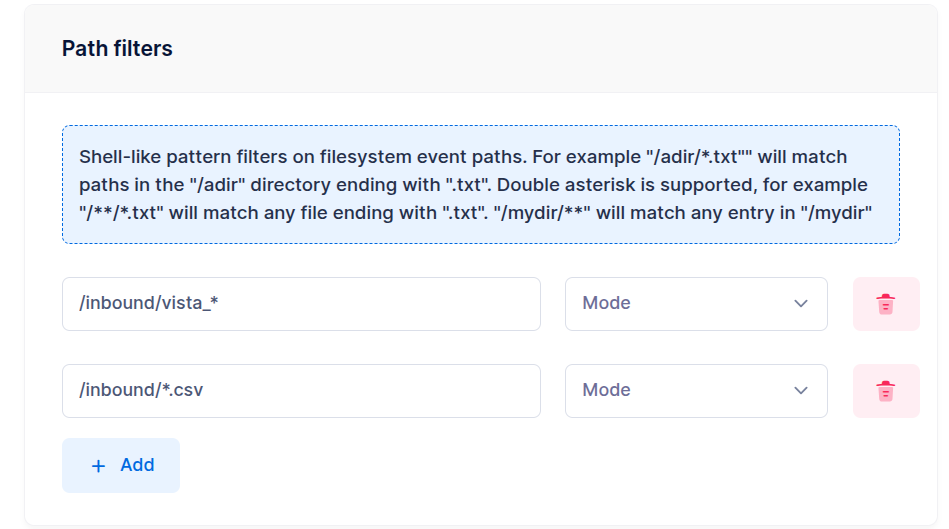 Path filters
Shell-like pattern filters on filesystem event paths. For example "/adir/*.txt"" will match
paths in the "/adir" directory ending with ".txt". Double asterisk is supported, for example
"/**/*.txt" will match any file ending with ".txt". "/mydir/**" will match any entry in "/mydir"
/inbound/vista_*
Mode
/inbound/*.csv
Mode
+ Add